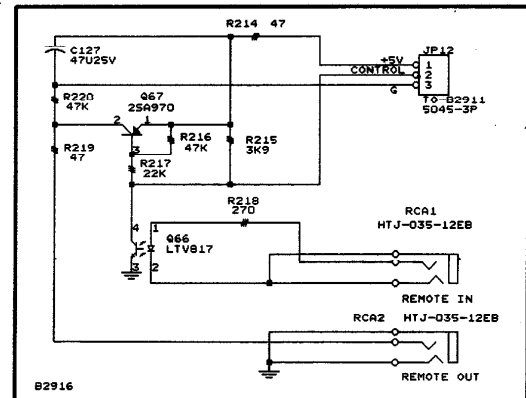 R214 47
C127
47U25V
JP12
+5V
CONTROL
G
1
2
3
TO-B2911
5045-3P
R220
47K
Q67
2SA970
2
1
3
R219
47
R216
47K
R215
3K9
R217
22K
R218
270
RCA1
HTJ-035-12EB
4
1
Q66
LTV817
3
2
REMOTE IN
RCA2 HTJ-035-12EB
REMOTE OUT
B2916